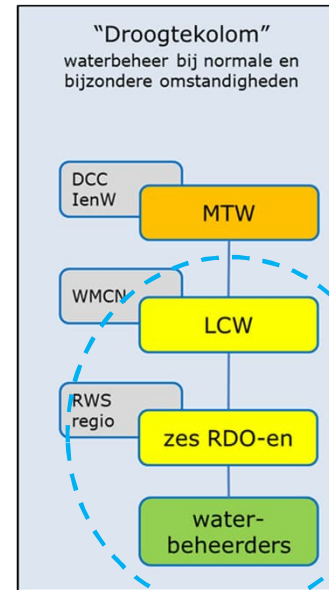 “Droogtekolom”
waterbeheer bij normale en
bijzondere omstandigheden
DCC
IenW
MTW
WMCN
LCW
RWS
regio
zes RDO-en
water-
beheerders